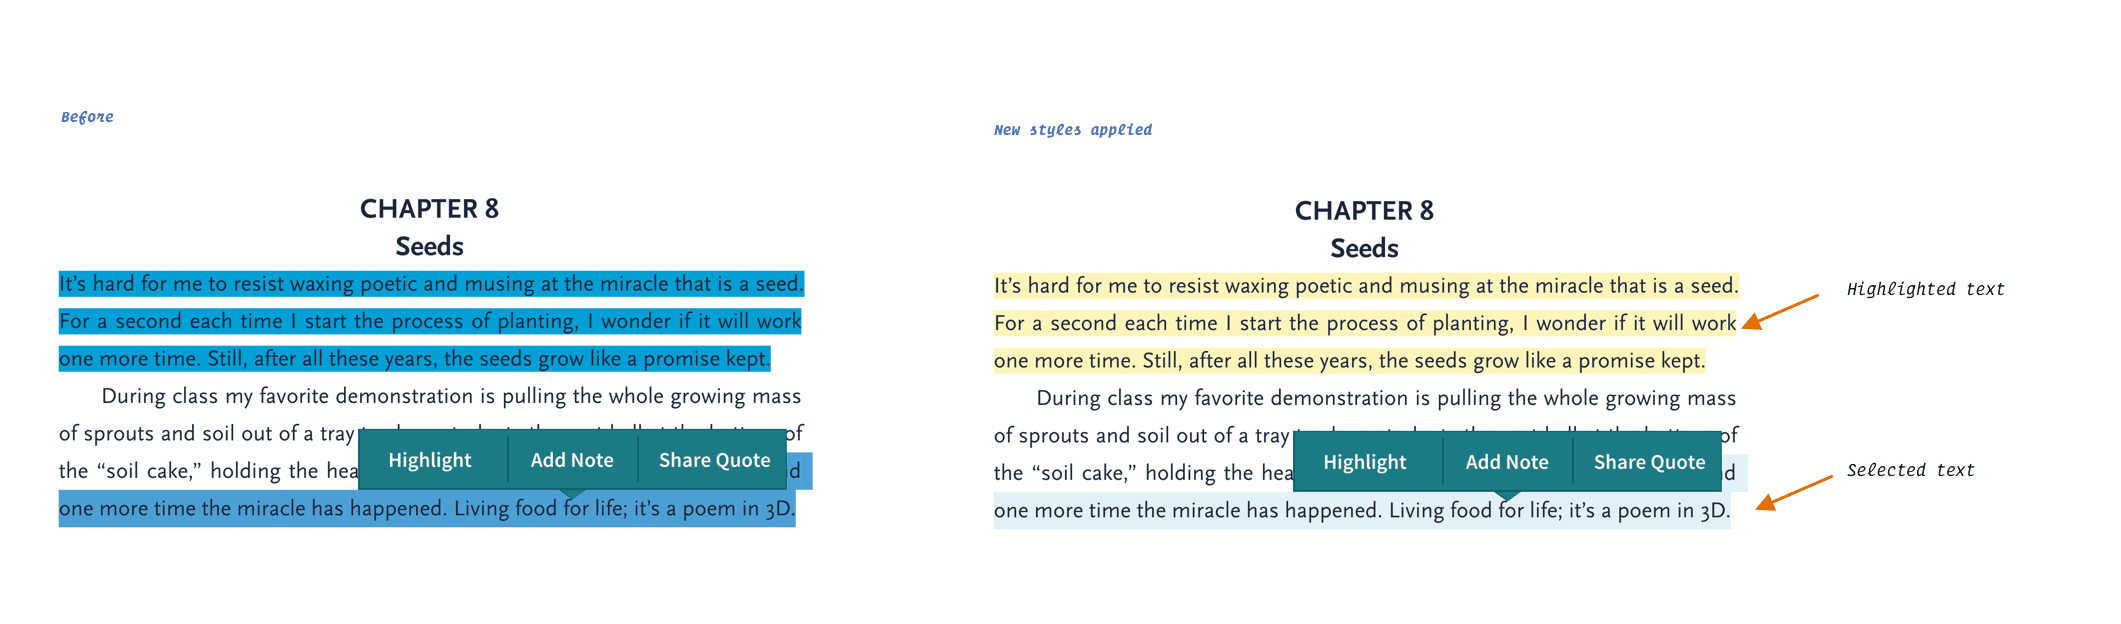 Before
CHAPTER 8
Seeds
It’s hard for me to resist waxing poetic and musing at the miracle that is a seed.
For a second each time I start the process of planting, I wonder if it will work
one more time. Still, after all these years, the seeds grow like a promise kept.
During class my favorite demonstration is pulling the whole growing mass
of sprouts and soil out of a tray of
Highlight Add Note Share Quote
the “soil cake,” holding the
one more time the miracle has happened. Living food for life; it’s a poem in 3D.
New styles applied
CHAPTER 8
Seeds
It’s hard for me to resist waxing poetic and musing at the miracle that is a seed.
For a second each time I start the process of planting, I wonder if it will work
one more time. Still, after all these years, the seeds grow like a promise kept.
During class my favorite demonstration is pulling the whole growing mass
of sprouts and soil out of a tray of
Highlight Add Note Share Quote
the “soil cake,” holding the
one more time the miracle has happened. Living food for life; it’s a poem in 3D.
Highlighted text
Selected text